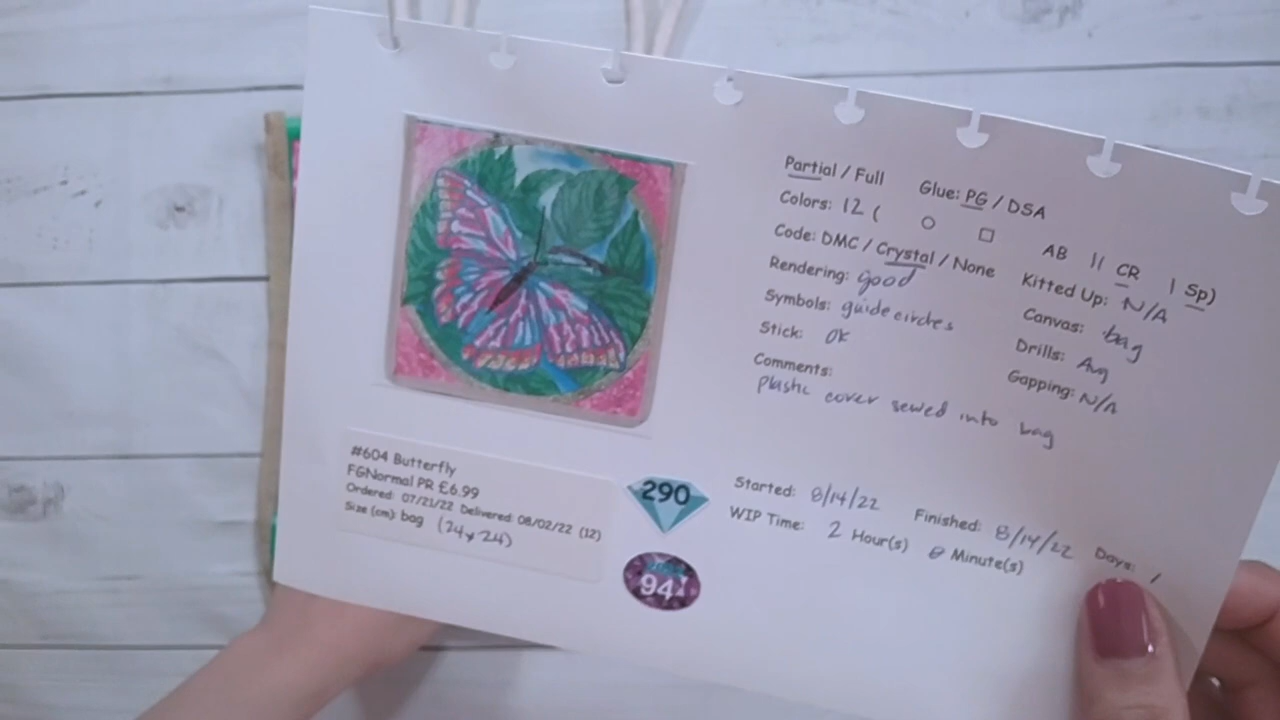 Partial / Full Glue: PG / DSA
Colors: 12 ( AB 11 CR 1 Sp)
Code: DMC / Crystal / None Kitted Up: N/A
Rendering: good Canvas: bag
Symbols: guide circles Drills: Avg
Stick: OK Gapping: N/A
Comments:
plastic cover sewed into bag
#604 Butterfly
FGNormal PR £6.99
Ordered: 07/21/22 Delivered: 08/02/22 (12)
Size (cm): bag (24x24)
290
94
Started: 8/14/22 Finished: 8/14/22 Days: 1
WIP Time: 2 Hour(s) 0 Minute(s)